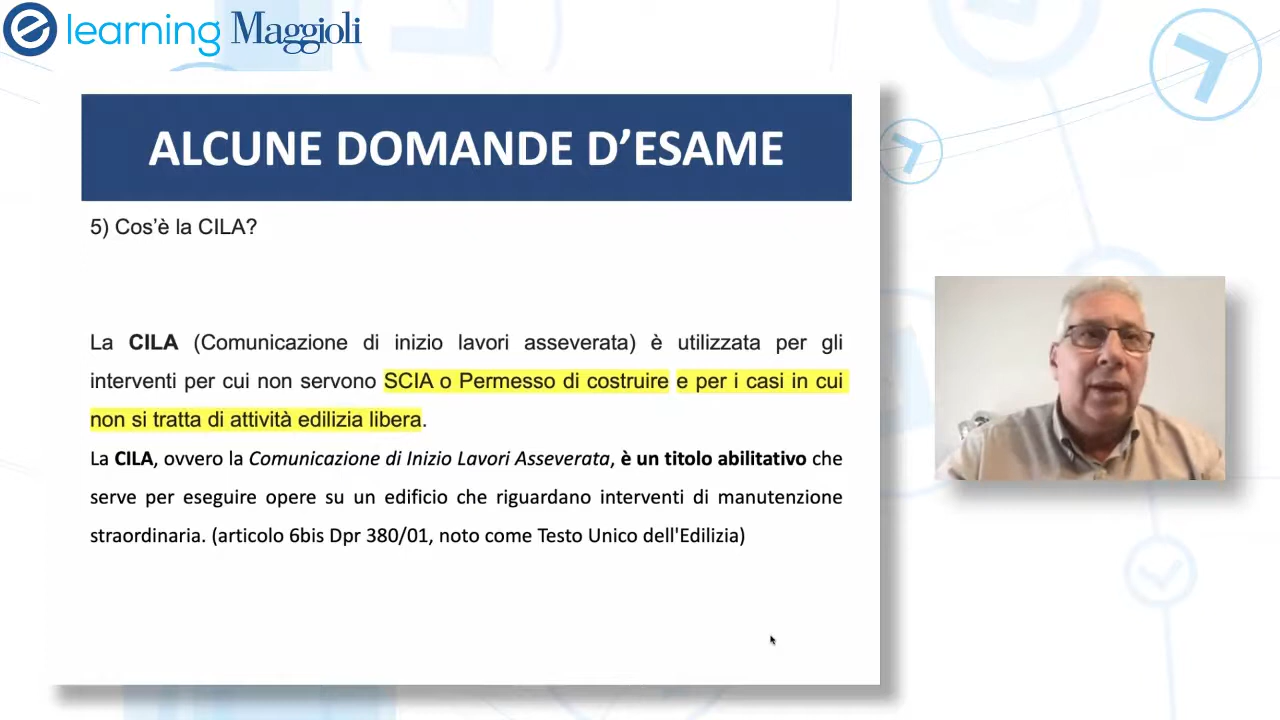 e learning Maggioli
ALCUNE DOMANDE D’ESAME
5) Cos’è la CILA?
La CILA (Comunicazione di inizio lavori asseverata) è utilizzata per gli
interventi per cui non servono SCIA o Permesso di costruire e per i casi in cui
non si tratta di attività edilizia libera.
La CILA, ovvero la Comunicazione di Inizio Lavori Asseverata, è un titolo abilitativo che
serve per eseguire opere su un edificio che riguardano interventi di manutenzione
straordinaria. (articolo 6bis Dpr 380/01, noto come Testo Unico dell'Edilizia)